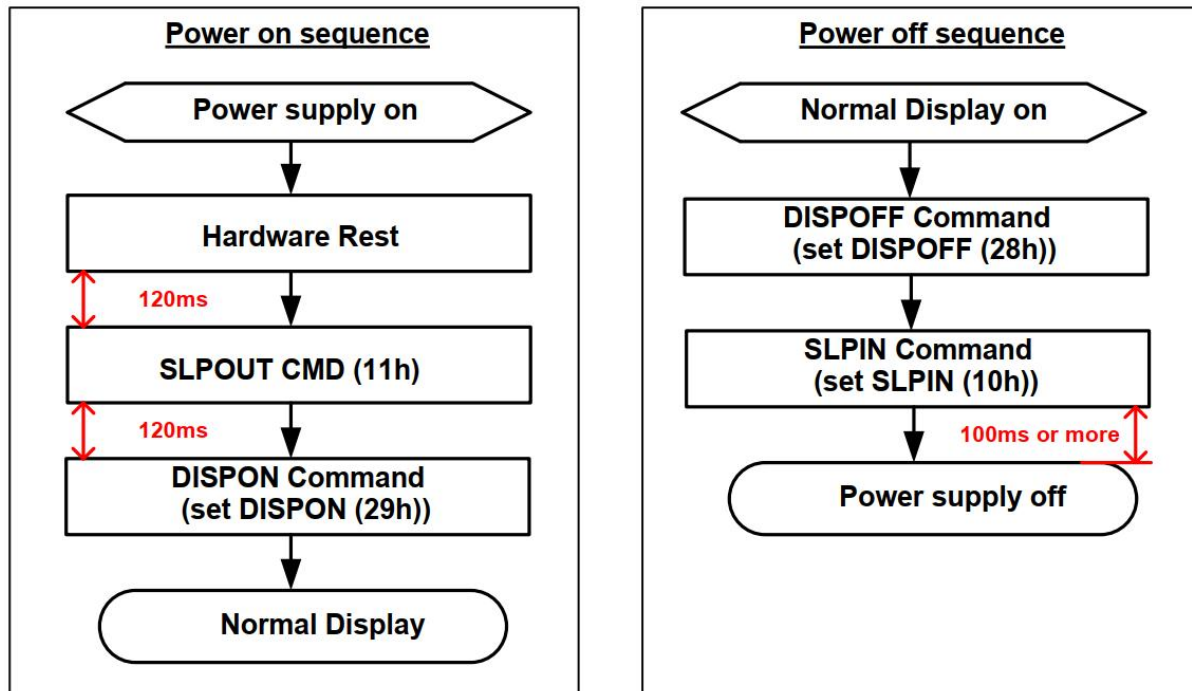 Power on sequence
Power supply on
Hardware Rest
120ms
SLPOUT CMD (11h)
120ms
DISPON Command
(set DISPON (29h))
Normal Display
Power off sequence
Normal Display on
DISPOFF Command
(set DISPOFF (28h))
SLPIN Command
(set SLPIN (10h))
100ms or more
Power supply off